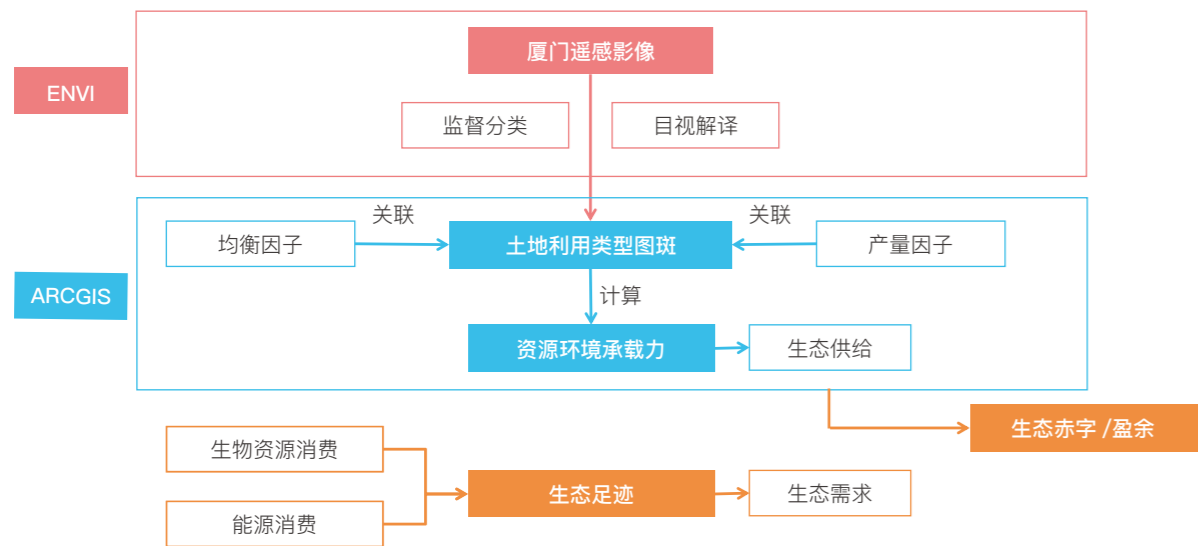 厦门遥感影像
ENVI
监督分类
目视解译
关联
关联
均衡因子
土地利用类型图斑
产量因子
ARCGIS
计算
资源环境承载力
生态供给
生态赤字 /盈余
生物资源消费
生态足迹
生态需求
能源消费